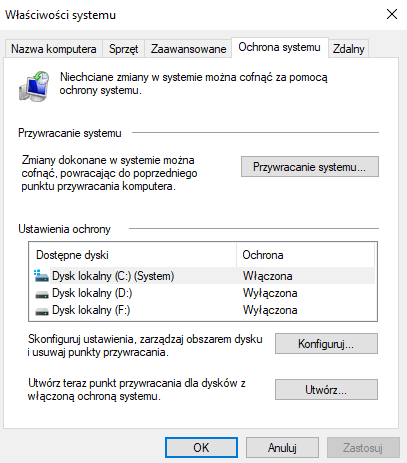 Właściwości systemu
Nazwa komputera Sprzęt Zaawansowane Ochrona systemu Zdalny
Niechciane zmiany w systemie można cofnąć za pomocą
ochrony systemu.
Przywracanie systemu
Zmiany dokonane w systemie można
cofnąć, powracając do poprzedniego
punktu przywracania komputera.
Przywracanie systemu...
Ustawienia ochrony
Dostępne dyski Ochrona
Dysk lokalny (C:) (System) Włączona
Dysk lokalny (D:) Wyłączona
Dysk lokalny (F:) Wyłączona
Skonfiguruj ustawienia, zarządzaj obszarem dysku
i usuwaj punkty przywracania.
Konfiguruj...
Utwórz teraz punkt przywracania dla dysków z
włączoną ochroną systemu.
Utwórz...
OK Anuluj Zastosuj